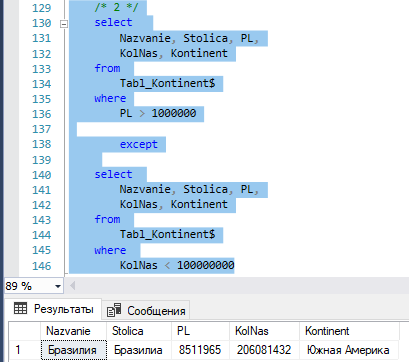 129 /* 2 */
130 select
131 Nazvanie, Stolica, PL,
132 KolNas, Kontinent
133 from
134 Tabl_Kontinent$
135 where
136 PL > 1000000
137
138 except
139
140 select
141 Nazvanie, Stolica, PL,
142 KolNas, Kontinent
143 from
144 Tabl_Kontinent$
145 where
146 KolNas < 100000000
89 %
Результаты Сообщения
Nazvanie Stolica PL KolNas Kontinent
1 Бразилия Бразилиа 8511965 206081432 Южная Америка